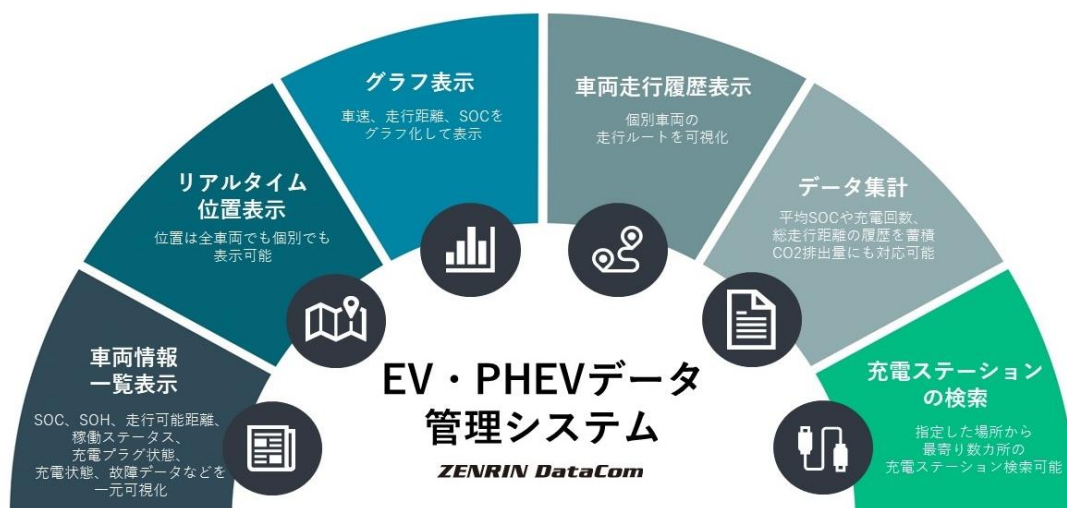 車両情報
一覧表示
SOC、SOH、走行可能距離、
稼働ステータス、
充電プラグ状態、
充電状態、故障データなどを
一元可視化
リアルタイム
位置表示
位置は全車両でも個別でも
表示可能
グラフ表示
車速、走行距離、SOCを
グラフ化して表示
車両走行履歴表示
個別車両の
走行ルートを可視化
データ集計
平均SOCや充電回数、
総走行距離の履歴を蓄積
CO2排出量にも対応可能
充電ステーション
の検索
指定した場所から
最寄り数カ所の
充電ステーション検索可能
EV・PHEVデータ
管理システム
ZENRIN DataCom